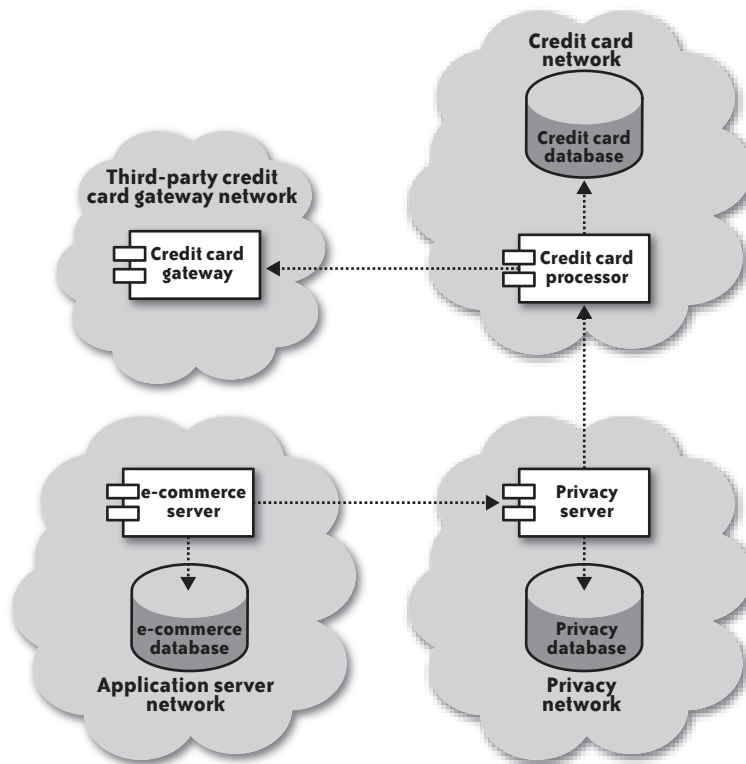 Credit card
network
Credit card
database
Third-party credit
card gateway network
Credit card
gateway
Credit card
processor
e-commerce
server
Privacy
server
e-commerce
database
Privacy
database
Application server
network
Privacy
network